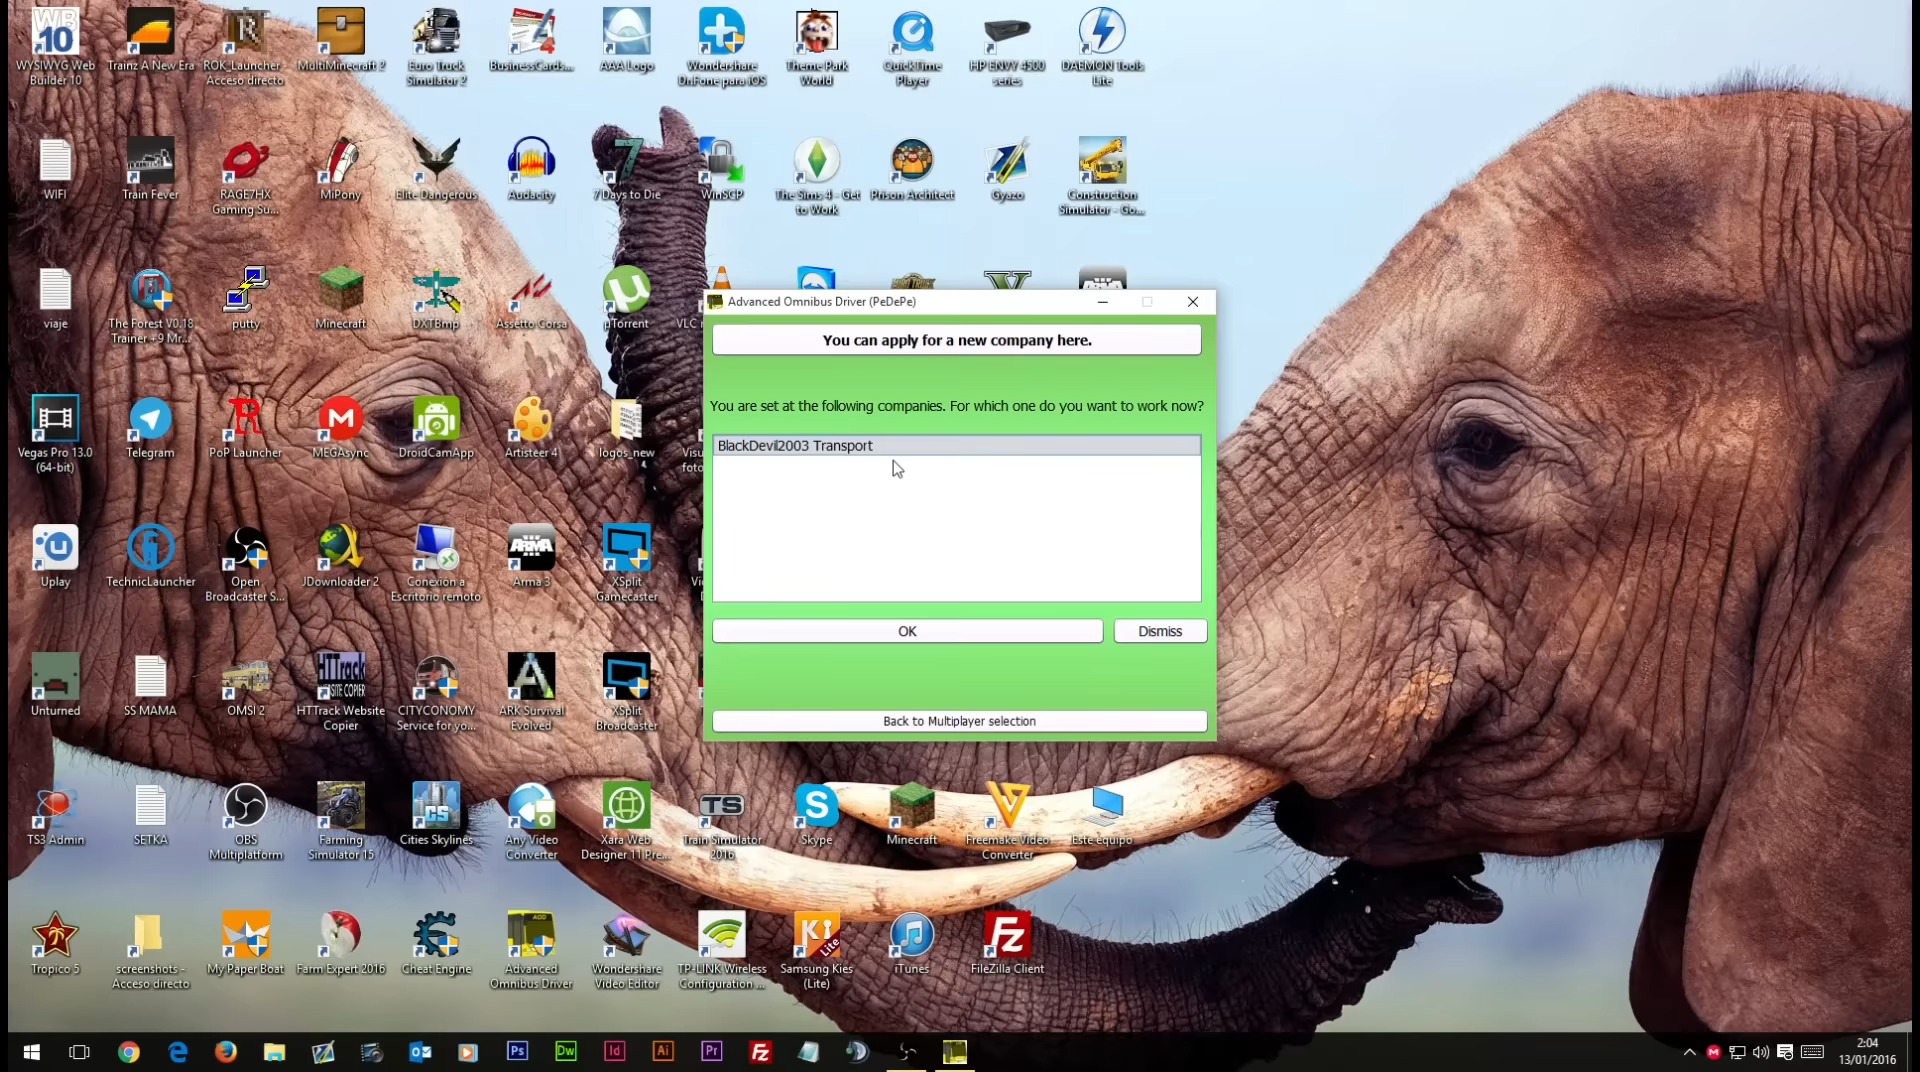 WYSIWYG Web
Builder 10
Trainz A New Era
ROK_Launcher
Acceso directo
MultiMinecraft 2
Euro Truck
Simulator 2
BusinessCards...
AAA Logo
Wondershare
Dr.Fone para iOS
Theme Park
World
QuickTime
Player
HP ENVY 4500
series
DAEMON Tools
Lite
WIFI
Train Fever
RAGE7HX
Gaming Su...
MiPony
Elite Dangerous
Audacity
7 Days to Die
WinSCP
The Sims 4 - Get
to Work
Prison Architect
Gyazo
Construction
Simulator - Go...
viaje
The Forest V0.18
Trainer +9 Mr...
putty
Minecraft
DXTBmp
Assetto Corsa
µTorrent
Advanced Omnibus Driver (PeDePe)
You can apply for a new company here.
You are set at the following companies. For which one do you want to work now?
BlackDevil2003 Transport
OK
Dismiss
Back to Multiplayer selection
Vegas Pro 13.0
(64-bit)
Telegram
PoP Launcher
MEGAsync
DroidCamApp
Artisteer 4
logos_new
Uplay
TechnicLauncher
Open
Broadcaster S...
JDownloader 2
Conexión a
Escritorio remoto
Arma 3
XSplit
Gamecaster
Unturned
SS MAMA
OMSI 2
HTTrack Website
Copier
CITYCONOMY
Service for yo...
ARK Survival
Evolved
XSplit
Broadcaster
TS3 Admin
SETKA
OBS
Multiplatform
Farming
Simulator 15
Cities Skylines
Any Video
Converter
Xara Web
Designer 11 Pre...
Train Simulator
2016
Skype
Minecraft
Freemake Video
Converter
Este equipo
Tropico 5
screenshots -
Acceso directo
My Paper Boat
Farm Expert 2016
Cheat Engine
Advanced
Omnibus Driver
Wondershare
Video Editor
TP-LINK Wireless
Configuration ...
Samsung Kies
(Lite)
iTunes
FileZilla Client
2:04
13/01/2016